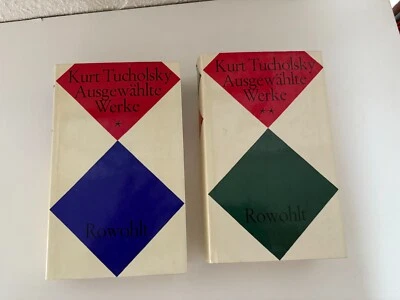 Kurt Tucholsky
Ausgewählte
Werke
*
Rowohlt
Kurt Tucholsky
Ausgewählte
Werke
**
Rowohlt